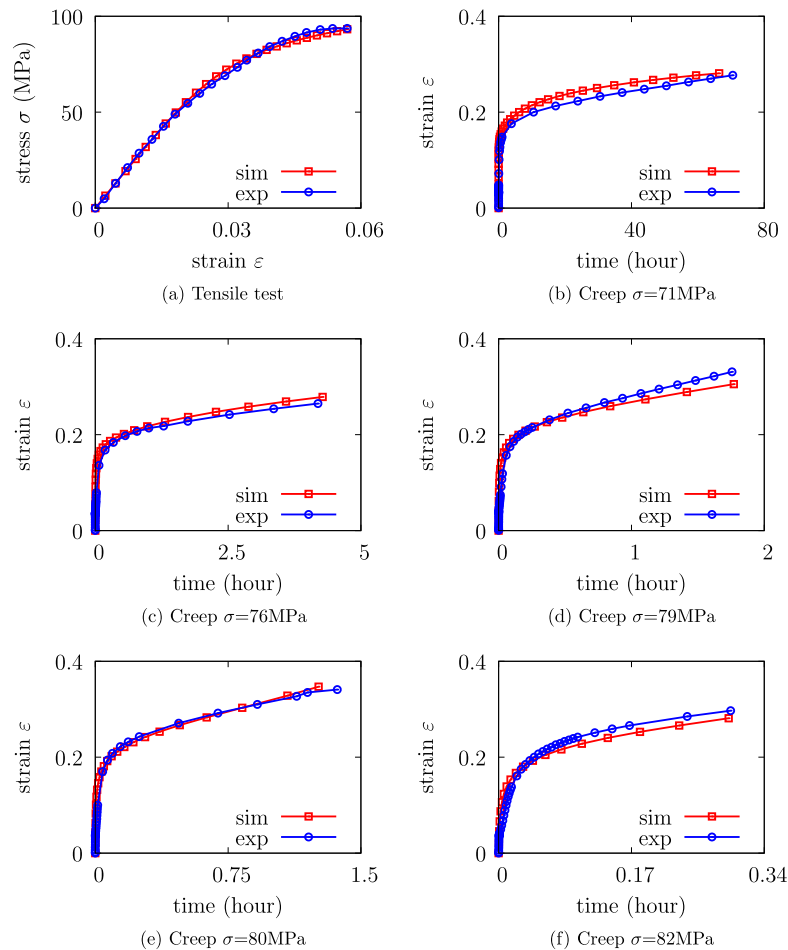 100
50
0
stress σ (MPa)
sim
exp
0
0.03
0.06
strain ε
(a) Tensile test
0.4
0.2
0
strain ε
sim
exp
0
40
80
time (hour)
(b) Creep σ=71MPa
0.4
0.2
0
strain ε
sim
exp
0
2.5
5
time (hour)
(c) Creep σ=76MPa
0.4
0.2
0
strain ε
sim
exp
0
1
2
time (hour)
(d) Creep σ=79MPa
0.4
0.2
0
strain ε
sim
exp
0
0.75
1.5
time (hour)
(e) Creep σ=80MPa
0.4
0.2
0
strain ε
sim
exp
0
0.17
0.34
time (hour)
(f) Creep σ=82MPa